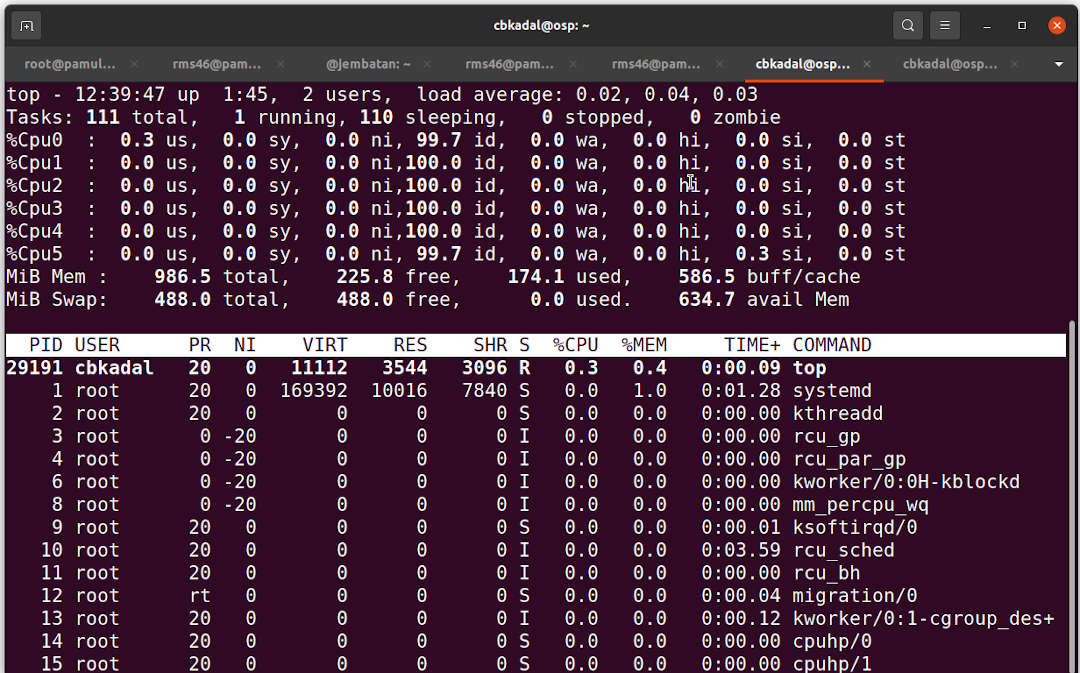 cbkadal@osp: ~
root@pamul... rms46@pam... @jembatan: ~ rms46@pam... rms46@pam... cbkadal@osp... cbkadal@osp...
top - 12:39:47 up  1:45,  2 users,  load average: 0.02, 0.04, 0.03
Tasks: 111 total,   1 running, 110 sleeping,   0 stopped,   0 zombie
%Cpu0  :  0.3 us,  0.0 sy,  0.0 ni, 99.7 id,  0.0 wa,  0.0 hi,  0.0 si,  0.0 st
%Cpu1  :  0.0 us,  0.0 sy,  0.0 ni,100.0 id,  0.0 wa,  0.0 hi,  0.0 si,  0.0 st
%Cpu2  :  0.0 us,  0.0 sy,  0.0 ni,100.0 id,  0.0 wa,  0.0 hi,  0.0 si,  0.0 st
%Cpu3  :  0.0 us,  0.0 sy,  0.0 ni,100.0 id,  0.0 wa,  0.0 hi,  0.0 si,  0.0 st
%Cpu4  :  0.0 us,  0.0 sy,  0.0 ni,100.0 id,  0.0 wa,  0.0 hi,  0.0 si,  0.0 st
%Cpu5  :  0.0 us,  0.0 sy,  0.0 ni, 99.7 id,  0.0 wa,  0.0 hi,  0.3 si,  0.0 st
MiB Mem :    986.5 total,    225.8 free,    174.1 used,    586.5 buff/cache
MiB Swap:    488.0 total,    488.0 free,      0.0 used.    634.7 avail Mem
  PID USER      PR  NI    VIRT    RES    SHR S  %CPU  %MEM     TIME+ COMMAND
29191 cbkadal   20   0   11112   3544   3096 R   0.3   0.4   0:00.09 top
    1 root      20   0  169392  10016   7840 S   0.0   1.0   0:01.28 systemd
    2 root      20   0       0      0      0 S   0.0   0.0   0:00.00 kthreadd
    3 root       0 -20       0      0      0 I   0.0   0.0   0:00.00 rcu_gp
    4 root       0 -20       0      0      0 I   0.0   0.0   0:00.00 rcu_par_gp
    6 root       0 -20       0      0      0 I   0.0   0.0   0:00.00 kworker/0:0H-kblockd
    8 root       0 -20       0      0      0 I   0.0   0.0   0:00.00 mm_percpu_wq
    9 root      20   0       0      0      0 S   0.0   0.0   0:00.01 ksoftirqd/0
   10 root      20   0       0      0      0 I   0.0   0.0   0:03.59 rcu_sched
   11 root      20   0       0      0      0 I   0.0   0.0   0:00.00 rcu_bh
   12 root      rt   0       0      0      0 S   0.0   0.0   0:00.04 migration/0
   13 root      20   0       0      0      0 I   0.0   0.0   0:00.12 kworker/0:1-cgroup_des+
   14 root      20   0       0      0      0 S   0.0   0.0   0:00.00 cpuhp/0
   15 root      20   0       0      0      0 S   0.0   0.0   0:00.00 cpuhp/1